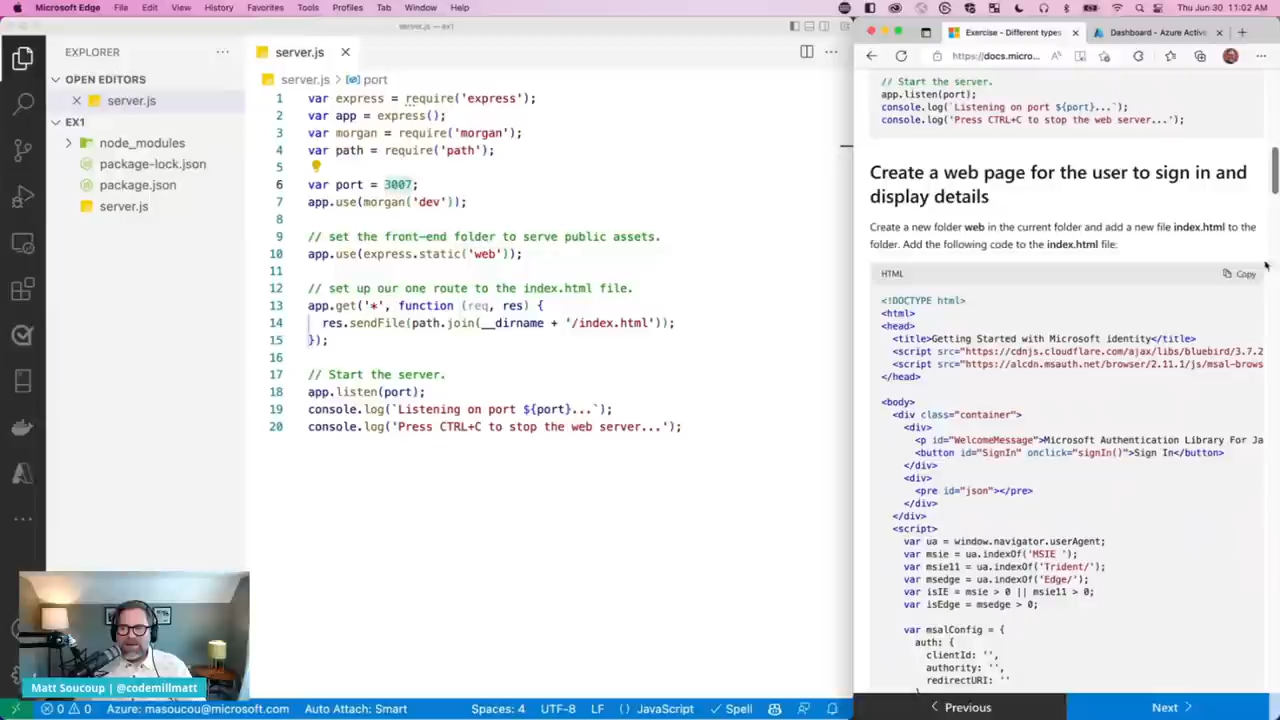 Microsoft Edge File Edit View History Favorites Tools Profiles Tab Window Help
Thu Jun 30 11:02 AM
server.js — ex1
EXPLORER
OPEN EDITORS
server.js
EX1
node_modules
package-lock.json
package.json
server.js
server.js
server.js > port
1 var express = require('express');
2 var app = express();
3 var morgan = require('morgan');
4 var path = require('path');
5
6 var port = 3007;
7 app.use(morgan('dev'));
8
9 // set the front-end folder to serve public assets.
10 app.use(express.static('web'));
11
12 // set up our one route to the index.html file.
13 app.get('*', function (req, res) {
14 res.sendFile(path.join(__dirname + '/index.html'));
15 });
16
17 // Start the server.
18 app.listen(port);
19 console.log(`Listening on port ${port}...`);
20 console.log('Press CTRL+C to stop the web server...');
Matt Soucoup | @codemillmatt
0 0 Azure: masoucou@microsoft.com Auto Attach: Smart Spaces: 4 UTF-8 LF {} JavaScript Spell
Exercise - Different types
Dashboard - Azure Active
https://docs.micro...
// Start the server.
app.listen(port);
console.log(`Listening on port ${port}...`);
console.log('Press CTRL+C to stop the web server...');
Create a web page for the user to sign in and
display details
Create a new folder web in the current folder and add a new file index.html to the
folder. Add the following code to the index.html file:
HTML
Copy
<!DOCTYPE html>
<html>
<head>
<title>Getting Started with Microsoft identity</title>
<script src="https://cdnjs.cloudflare.com/ajax/libs/bluebird/3.7.2
<script src="https://alcdn.msauth.net/browser/2.11.1/js/msal-brows
</head>
<body>
<div class="container">
<div>
<p id="WelcomeMessage">Microsoft Authentication Library For Ja
<button id="SignIn" onclick="signIn()">Sign In</button>
</div>
<div>
<pre id="json"></pre>
</div>
</div>
<script>
var ua = window.navigator.userAgent;
var msie = ua.indexOf('MSIE ');
var msie11 = ua.indexOf('Trident/');
var msedge = ua.indexOf('Edge/');
var isIE = msie > 0 || msie11 > 0;
var isEdge = msedge > 0;
var msalConfig = {
auth: {
clientId: '',
authority: '',
redirectURI: ''
Previous
Next